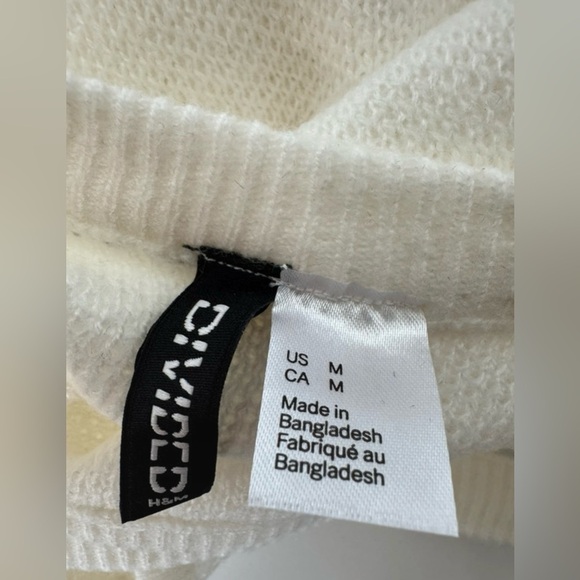 DIVIDED
H&M
US M
CA M
Made in
Bangladesh
Fabriqué au
Bangladesh